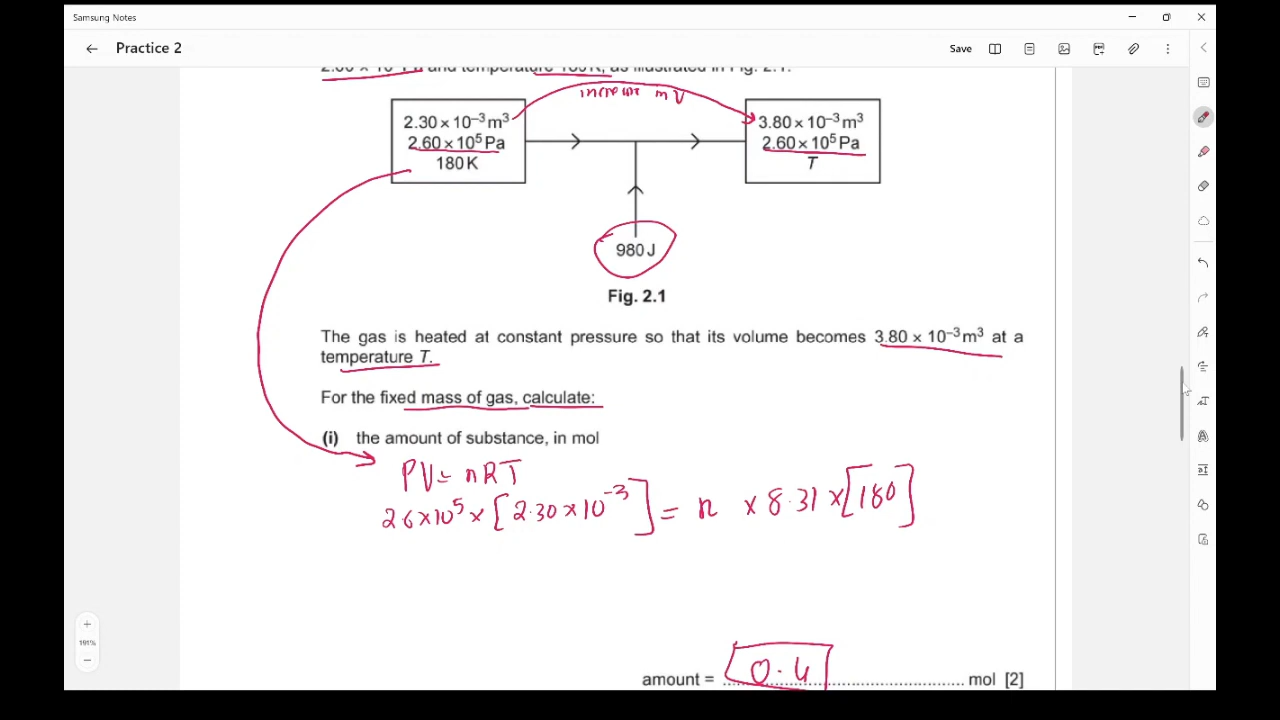 Samsung Notes
Practice 2
Save
and temperature 180K, as illustrated in Fig. 2.1.
increase in V
2.30 × 10⁻³ m³
2.60 × 10⁵ Pa
180 K
3.80 × 10⁻³ m³
2.60 × 10⁵ Pa
T
980 J
Fig. 2.1
The gas is heated at constant pressure so that its volume becomes 3.80 × 10⁻³ m³ at a
temperature T.
For the fixed mass of gas, calculate:
(i) the amount of substance, in mol
PV = nRT
2.6 × 10⁵ × [2.30 × 10⁻³] = n × 8.31 × [180]
191%
amount = 0.4 mol [2]